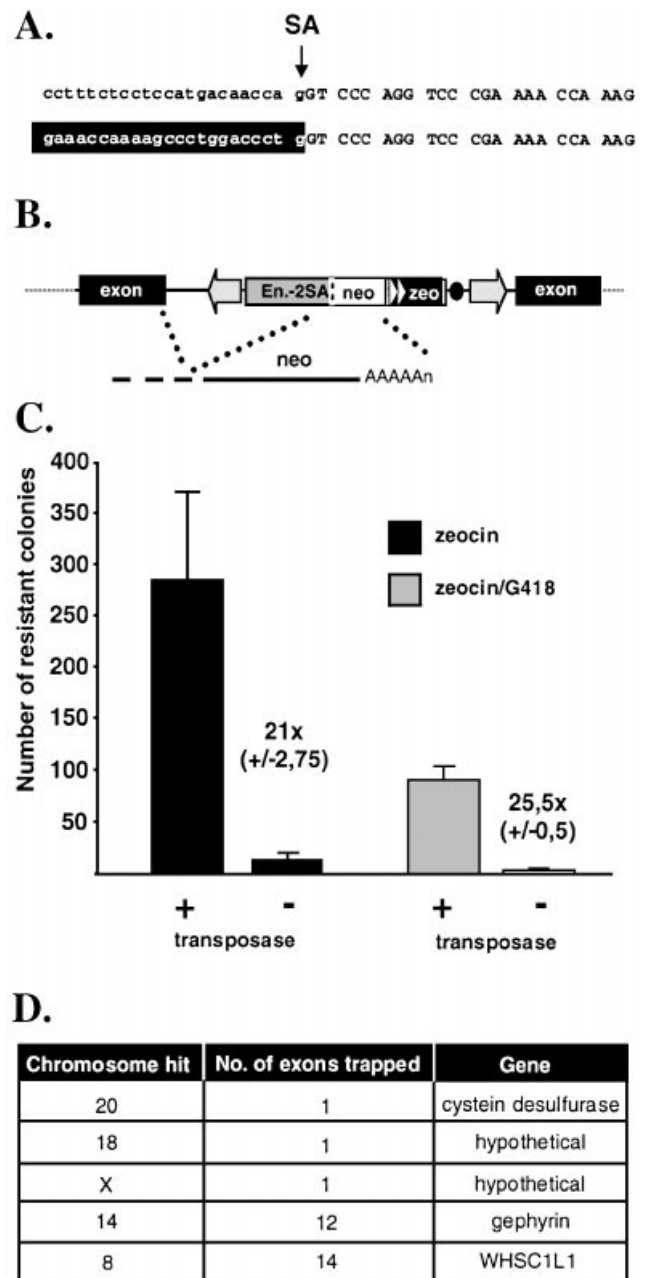 A.
SA
cctttctcctccatgacaacca gGT CCC AGG TCC CGA AAA CCA AAG
gaaaccaaaagccctggaccct gGT CCC AGG TCC CGA AAA CCA AAG
B.
exon En.-2SA neo zeo exon
neo AAAAAn
C.
Number of resistant colonies
400
350
300
250
200
150
100
50
zeocin
zeocin/G418
21x
(+/-2,75)
25,5x
(+/-0,5)
+ - + -
transposase transposase
D.
Chromosome hit No. of exons trapped Gene
20 1 cystein desulfurase
18 1 hypothetical
X 1 hypothetical
14 12 gephyrin
8 14 WHSC1L1